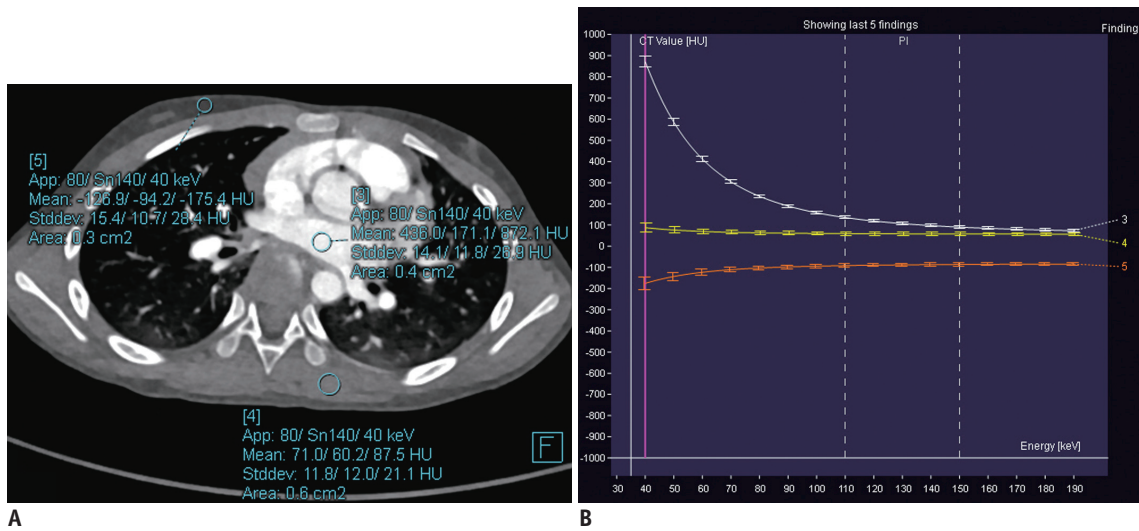 [5]
App: 80/ Sn140/ 40 keV
Mean: -126.9/ -94.2/ -175.4 HU
Stddev: 15.4/ 10.7/ 28.4 HU
Area: 0.3 cm2
[3]
App: 80/ Sn140/ 40 keV
Mean: 436.0/ 171.1/ 872.1 HU
Stddev: 14.1/ 11.8/ 26.9 HU
Area: 0.4 cm2
[4]
App: 80/ Sn140/ 40 keV
Mean: 71.0/ 60.2/ 87.5 HU
Stddev: 11.8/ 12.0/ 21.1 HU
Area: 0.6 cm2
F
A
Showing last 5 findings
Finding
CT Value [HU]
PI
1000
900
800
700
600
500
400
300
200
100
0
-100
-200
-300
-400
-500
-600
-700
-800
-900
-1000
3
4
5
Energy [keV]
30 40 50 60 70 80 90 100 110 120 130 140 150 160 170 180 190
B